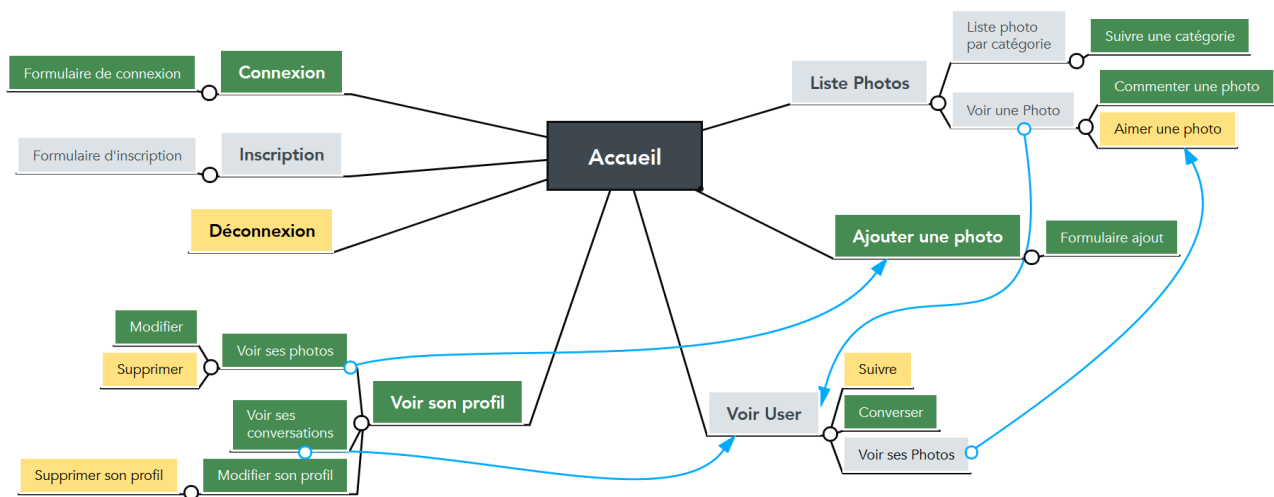 Formulaire de connexion
Connexion
Formulaire d'inscription
Inscription
Déconnexion
Accueil
Liste Photos
Liste photo
par catégorie
Suivre une catégorie
Voir une Photo
Commenter une photo
Aimer une photo
Ajouter une photo
Formulaire ajout
Modifier
Supprimer
Voir ses photos
Voir son profil
Voir ses
conversations
Supprimer son profil
Modifier son profil
Voir User
Suivre
Converser
Voir ses Photos